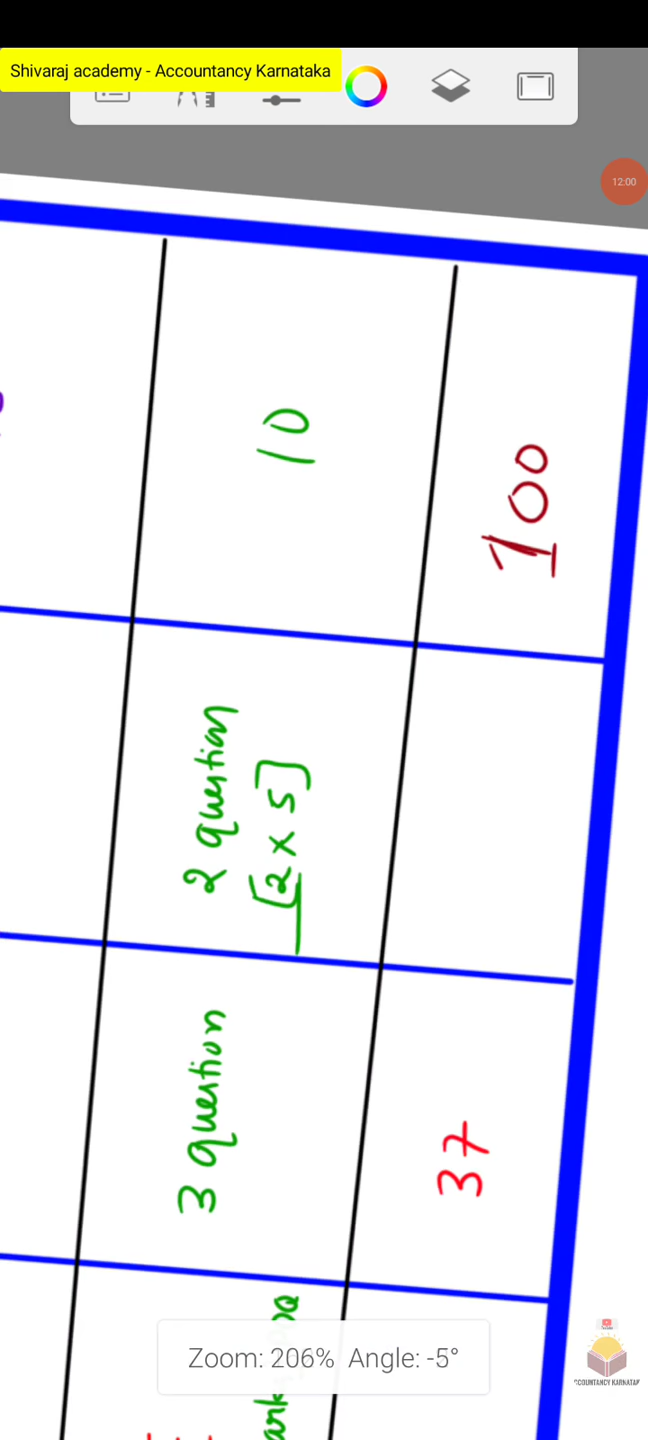 Shivaraj academy - Accountancy Karnataka
12:00
10
100
2 question
[2 x 5]
3 question
37
Zoom: 206% Angle: -5°